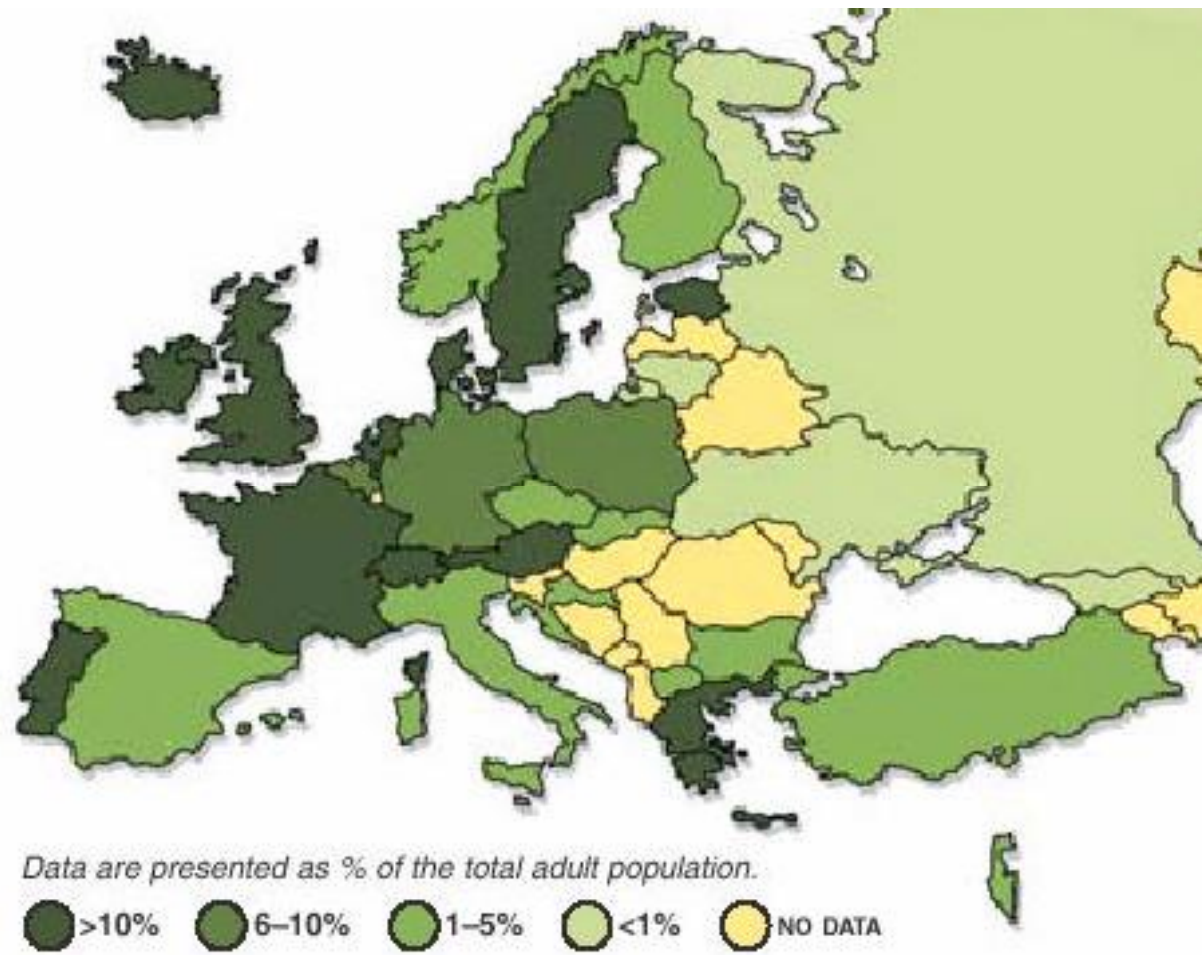 Data are presented as % of the total adult population.
>10% 6–10% 1–5% <1% NO DATA